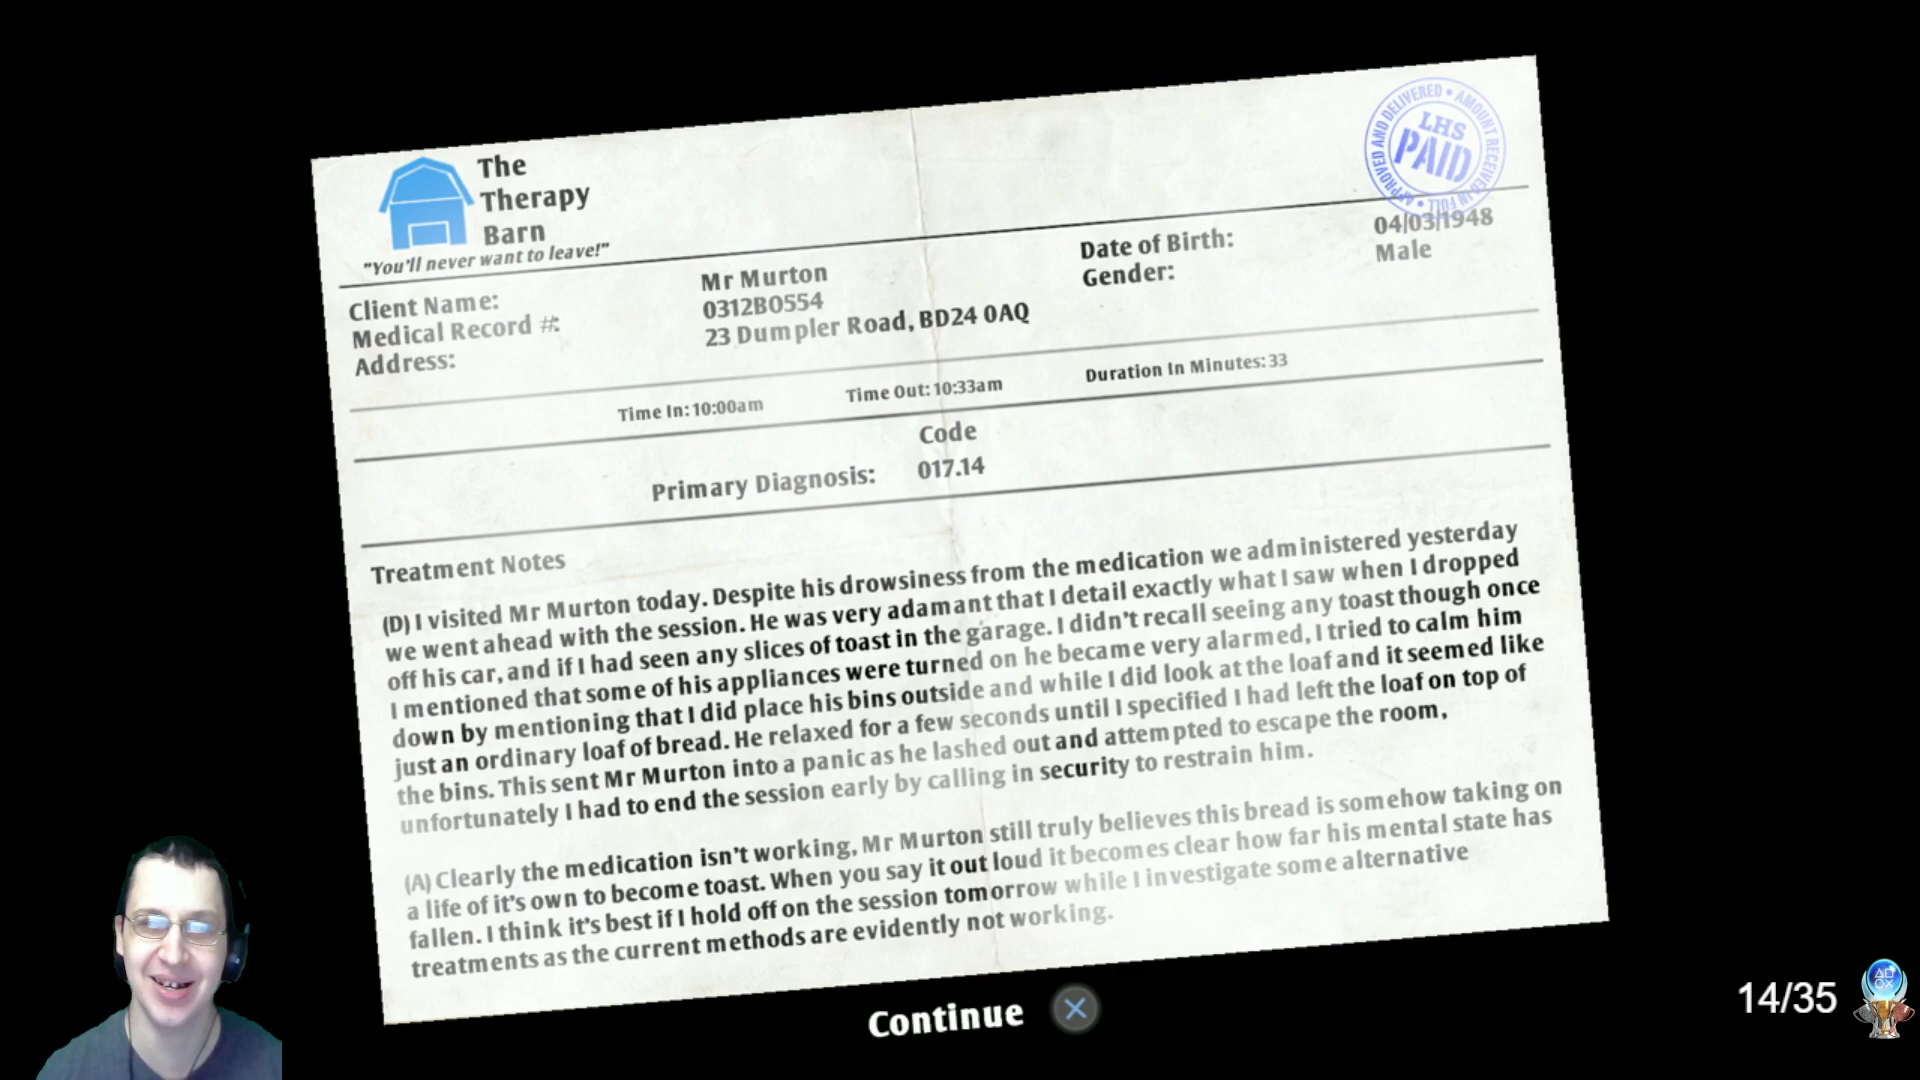 The
Therapy
Barn
"You'll never want to leave!"
APPROVED AND DELIVERED • AMOUNT RECEIVED IN FULL •
LHS
PAID
Client Name:
Mr Murton
Date of Birth:
04/03/1948
Medical Record #:
0312BO554
Gender:
Male
Address:
23 Dumpler Road, BD24 0AQ
Time In: 10:00am
Time Out: 10:33am
Duration In Minutes: 33
Code
Primary Diagnosis:
017.14
Treatment Notes
(D) I visited Mr Murton today. Despite his drowsiness from the medication we administered yesterday
we went ahead with the session. He was very adamant that I detail exactly what I saw when I dropped
off his car, and if I had seen any slices of toast in the garage. I didn't recall seeing any toast though once
I mentioned that some of his appliances were turned on he became very alarmed, I tried to calm him
down by mentioning that I did place his bins outside and while I did look at the loaf and it seemed like
just an ordinary loaf of bread. He relaxed for a few seconds until I specified I had left the loaf on top of
the bins. This sent Mr Murton into a panic as he lashed out and attempted to escape the room,
unfortunately I had to end the session early by calling in security to restrain him.
(A) Clearly the medication isn't working, Mr Murton still truly believes this bread is somehow taking on
a life of it's own to become toast. When you say it out loud it becomes clear how far his mental state has
fallen. I think it's best if I hold off on the session tomorrow while I investigate some alternative
treatments as the current methods are evidently not working.
Continue
14/35